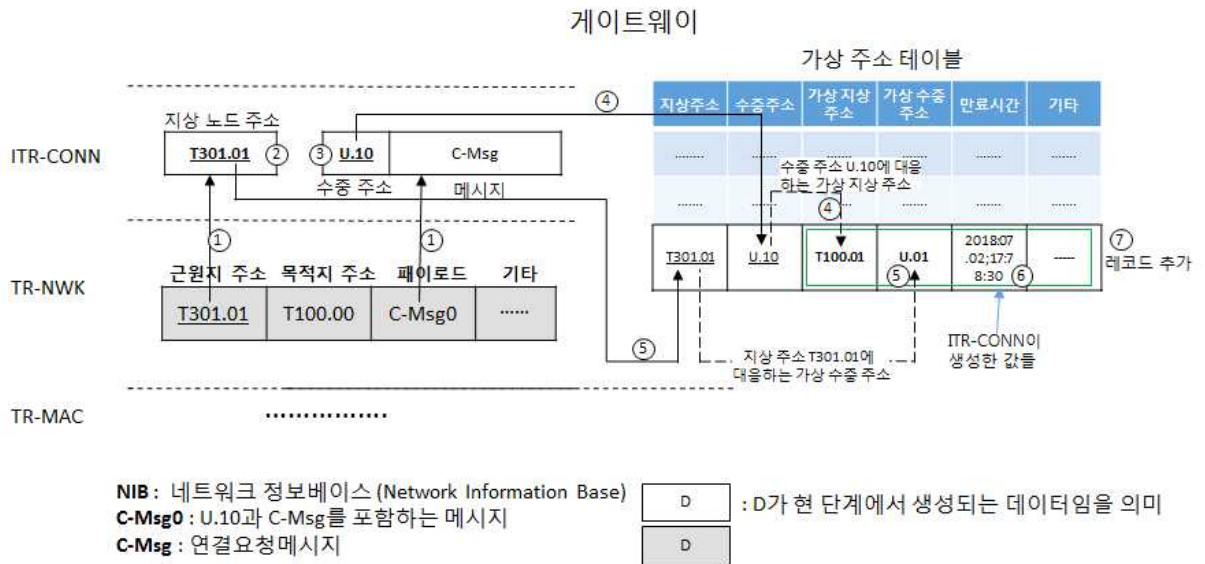 게이트웨이
가상 주소 테이블
지상주소 수중주소 가상 지상 주소 가상 수중 주소 만료시간 기타
........ ........ ........ ........ ........ ........
수중 주소 U.10에 대응
하는 가상 지상 주소
④
④
지상 노드 주소
ITR-CONN
T301.01 ② ③ U.10 C-Msg
수중 주소 메시지
① ①
T301.01 U.10 T100.01 U.01 ⑤
2018:07
.02;17:7
8:30 ⑥
-----
⑦
레코드 추가
근원지 주소 목적지 주소 패이로드 기타
TR-NWK
T301.01 T100.00 C-Msg0 ......
⑤
지상 주소 T301.01에
대응하는 가상 수중 주소
ITR-CONN이
생성한 값들
TR-MAC
...............
NIB : 네트워크 정보베이스 (Network Information Base)
C-Msg0 : U.10과 C-Msg를 포함하는 메시지
C-Msg : 연결요청메시지
D : D가 현 단계에서 생성되는 데이터임을 의미
D